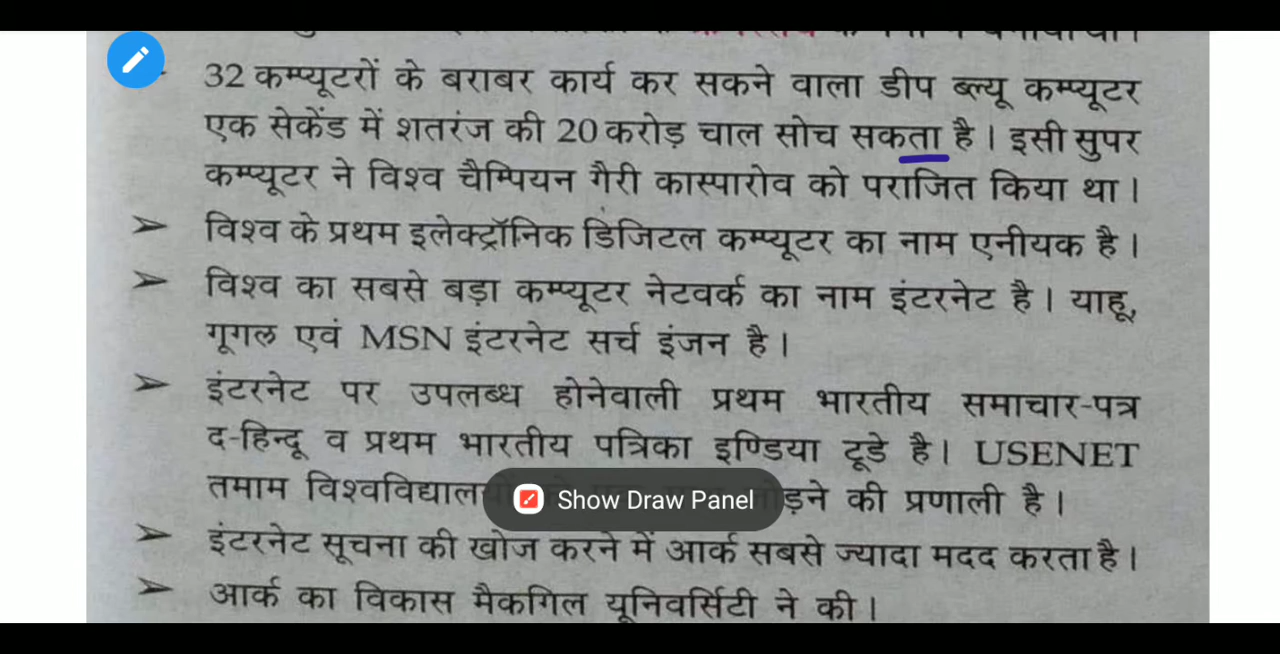 32 कम्प्यूटरों के बराबर कार्य कर सकने वाला डीप ब्ल्यू कम्प्यूटर
एक सेकेंड में शतरंज की 20 करोड़ चाल सोच सकता है। इसी सुपर
कम्प्यूटर ने विश्व चैम्पियन गैरी कास्पारोव को पराजित किया था।
➢ विश्व के प्रथम इलेक्ट्रॉनिक डिजिटल कम्प्यूटर का नाम एनीयक है।
➢ विश्व का सबसे बड़ा कम्प्यूटर नेटवर्क का नाम इंटरनेट है। याहू,
गूगल एवं MSN इंटरनेट सर्च इंजन है।
➢ इंटरनेट पर उपलब्ध होनेवाली प्रथम भारतीय समाचार-पत्र
द-हिन्दू व प्रथम भारतीय पत्रिका इण्डिया टूडे है। USENET
तमाम जोड़ने की प्रणाली है।
Show Draw Panel
➢ इंटरनेट सूचना की खोज करने में आर्क सबसे ज्यादा मदद करता है।
➢ आर्क का विकास मैकगिल यूनिवर्सिटी ने की।